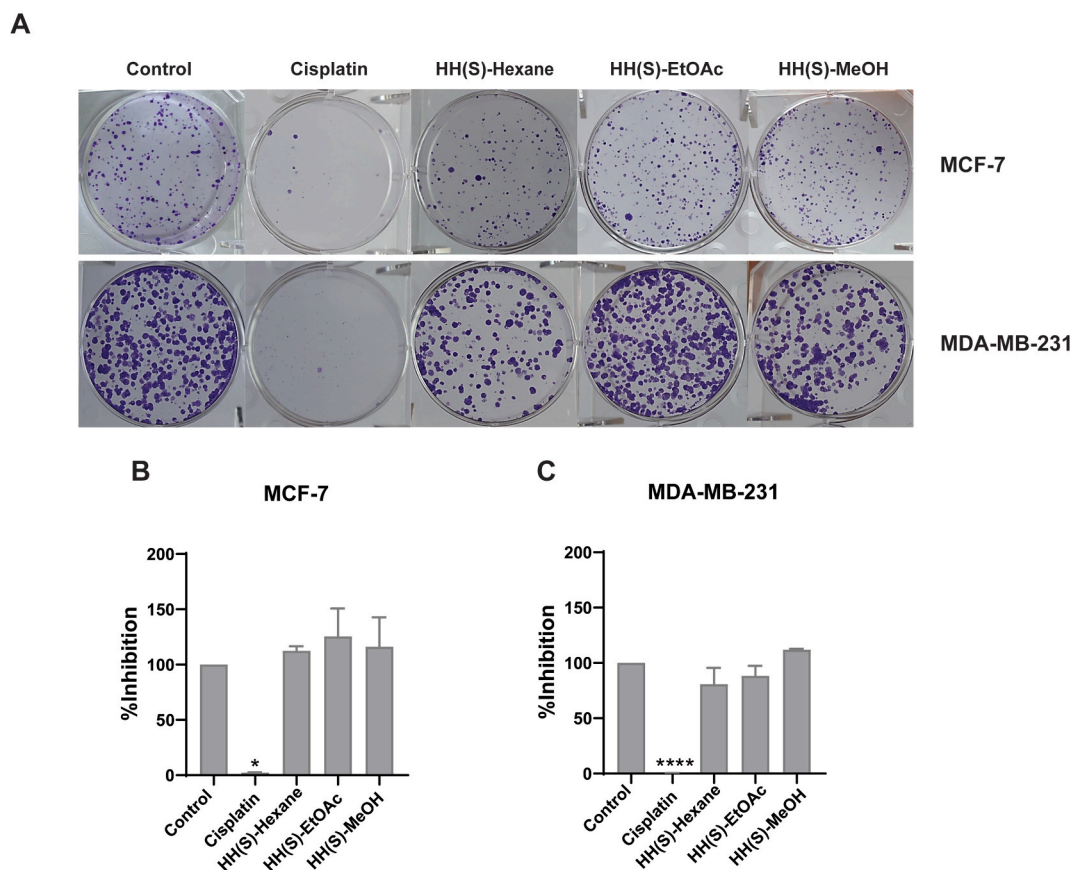 A
Control Cisplatin HH(S)-Hexane HH(S)-EtOAc HH(S)-MeOH
MCF-7
MDA-MB-231
B
MCF-7
%Inhibition
200
150
100
50
0
*
Control Cisplatin HH(S)-Hexane HH(S)-EtOAc HH(S)-MeOH
C
MDA-MB-231
%Inhibition
200
150
100
50
0
****
Control Cisplatin HH(S)-Hexane HH(S)-EtOAc HH(S)-MeOH